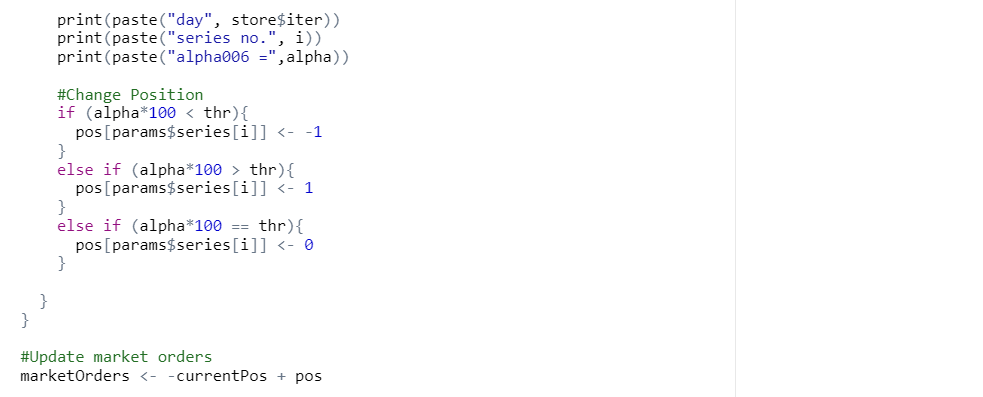 print(paste("day", store$iter))
print(paste("series no.", i))
print(paste("alpha006 =",alpha))
#Change Position
if (alpha*100 < thr){
pos[params$series[i]] <- -1
}
else if (alpha*100 > thr){
pos[params$series[i]] <- 1
}
else if (alpha*100 == thr){
pos[params$series[i]] <- 0
}
}
}
#Update market orders
marketOrders <- -currentPos + pos